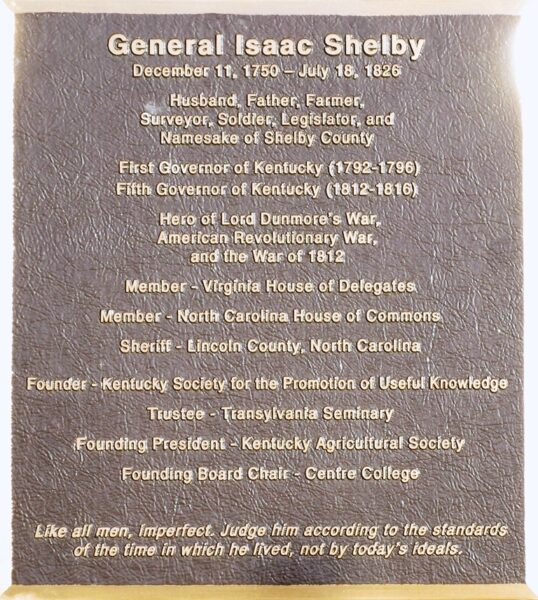 General Isaac Shelby
December 11, 1750 – July 18, 1826
Husband, Father, Farmer,
Surveyor, Soldier, Legislator, and
Namesake of Shelby County
First Governor of Kentucky (1792-1796)
Fifth Governor of Kentucky (1812-1816)
Hero of Lord Dunmore's War,
American Revolutionary War,
and the War of 1812
Member - Virginia House of Delegates
Member - North Carolina House of Commons
Sheriff - Lincoln County, North Carolina
Founder - Kentucky Society for the Promotion of Useful Knowledge
Trustee - Transylvania Seminary
Founding President - Kentucky Agricultural Society
Founding Board Chair - Centre College
Like all men, imperfect. Judge him according to the standards
of the time in which he lived, not by today's ideals.